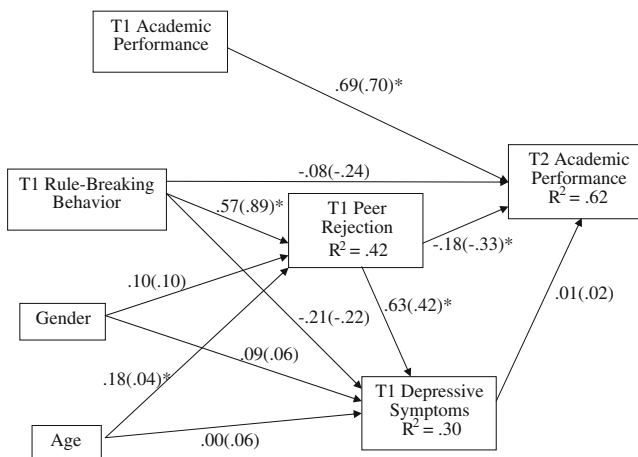 T1 Academic
Performance
.69(.70)*
T2 Academic
Performance
R² = .62
-.08(-.24)
T1 Rule-Breaking
Behavior
.57(.89)*
T1 Peer
Rejection
R² = .42
-.18(-.33)*
.10(.10)
.63(.42)*
.01(.02)
Gender
-.21(-.22)
.09(.06)
.18(.04)*
T1 Depressive
Symptoms
R² = .30
Age
.00(.06)